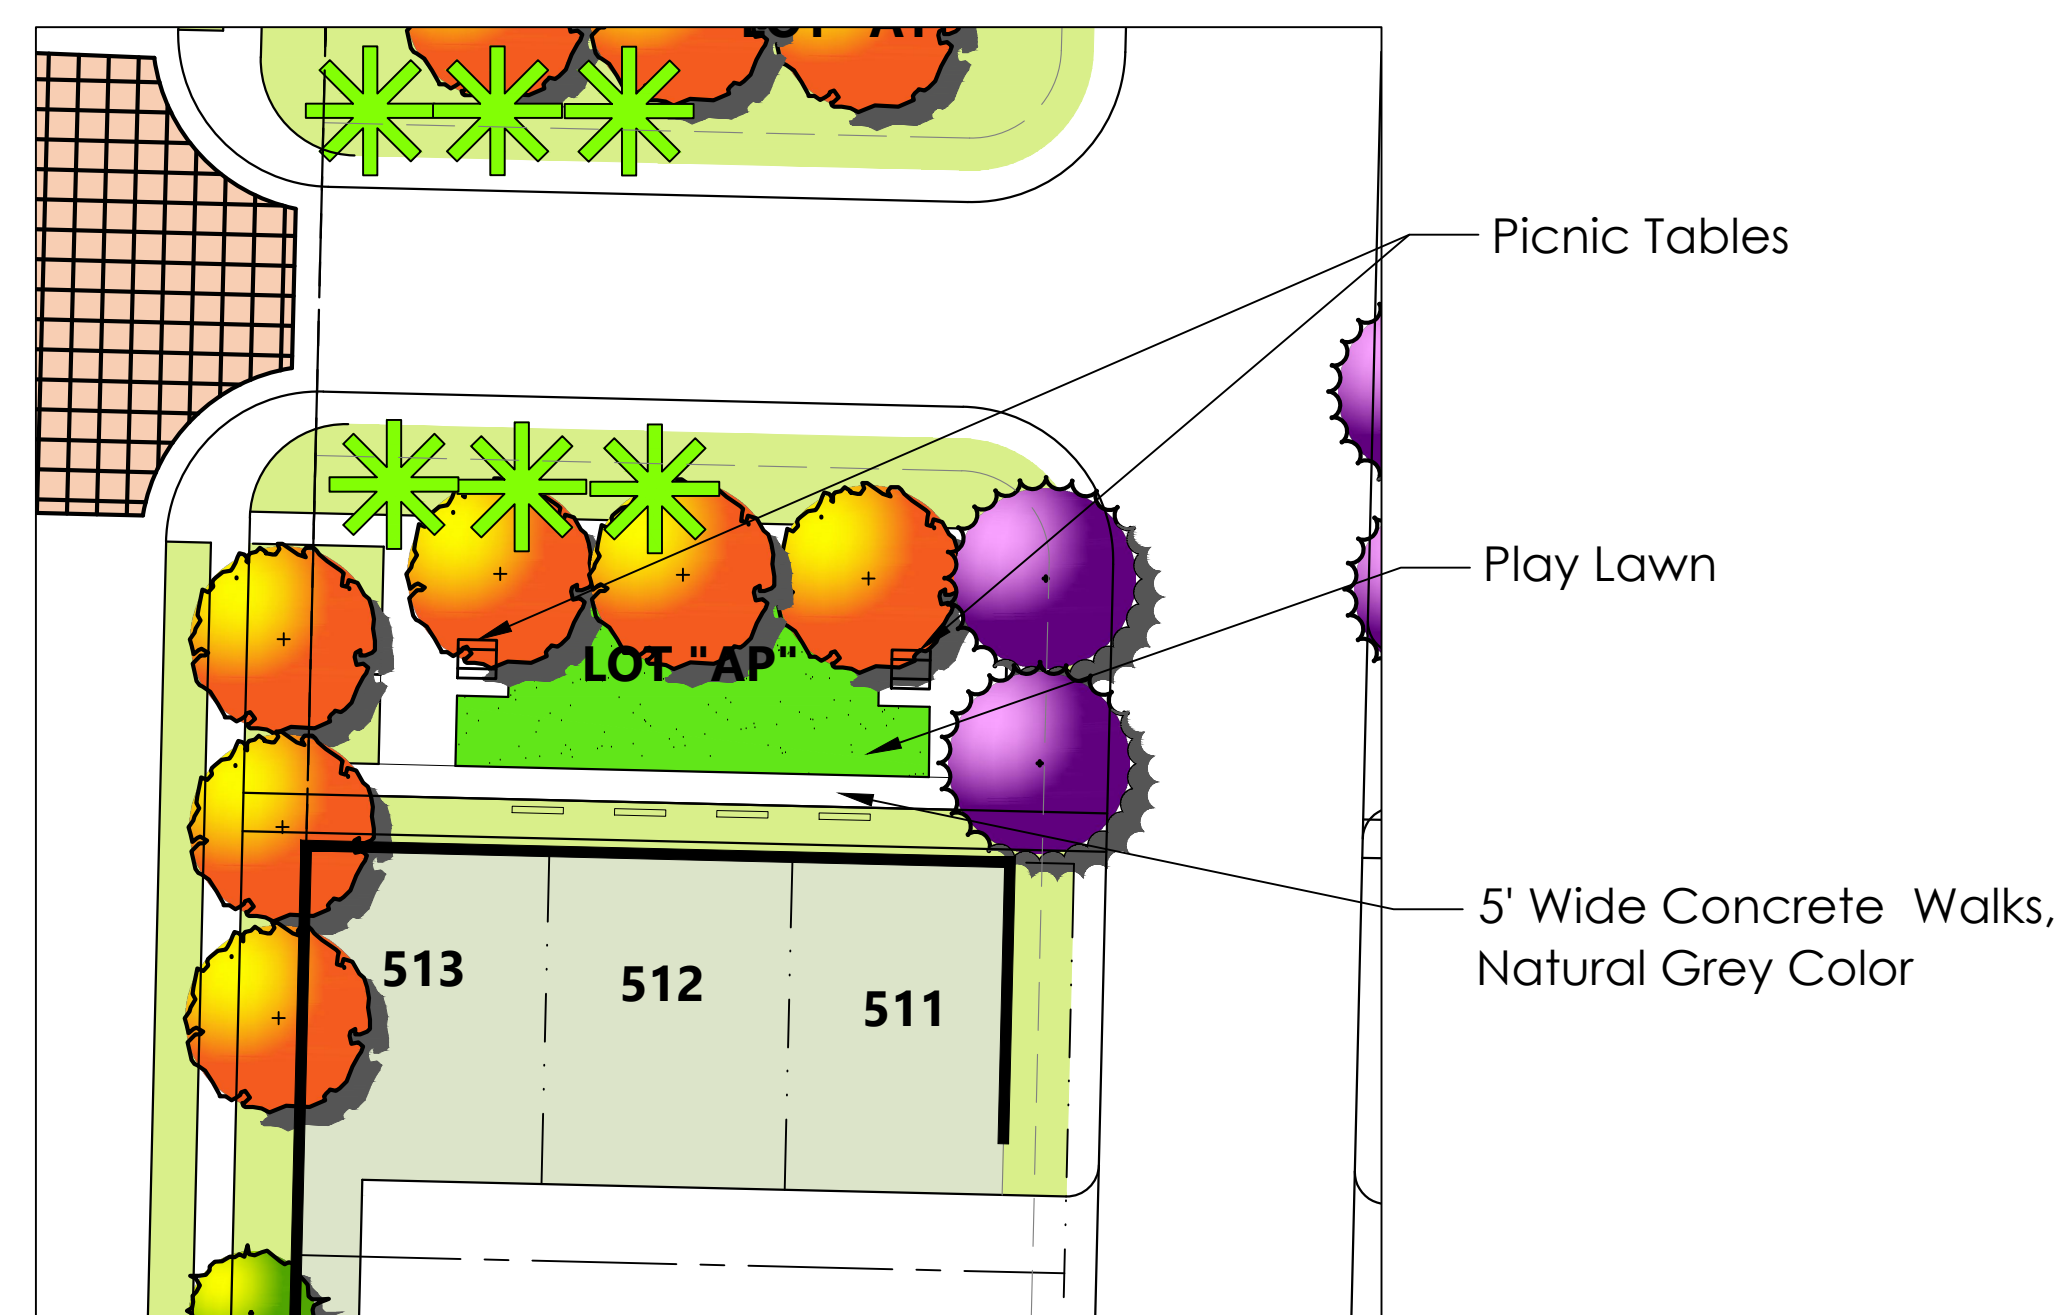 Picnic Tables
Play Lawn
LOT "AP"
5' Wide Concrete  Walks,
Natural Grey Color
513
512
511